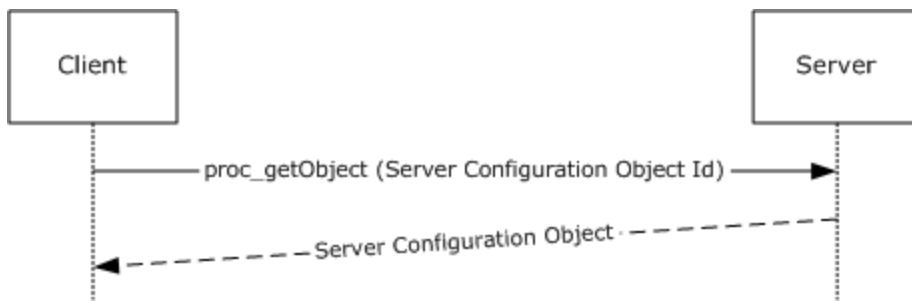 Client
Server
proc_getObject (Server Configuration Object Id)
Server Configuration Object